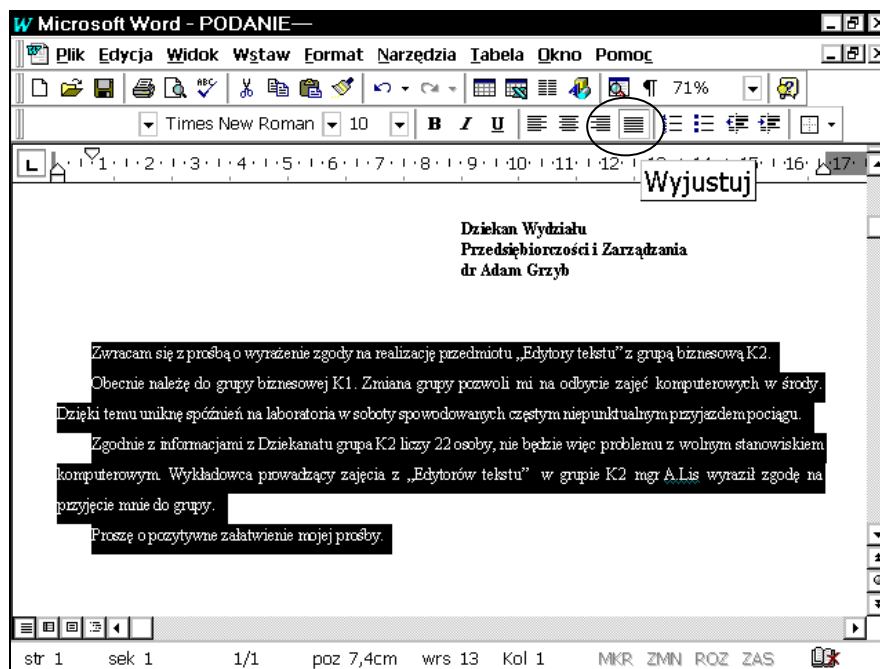 W Microsoft Word - PODANIE—
Plik Edycja Widok Wstaw Format Narzędzia Tabela Okno Pomoc
ABC ¶ 71%
Times New Roman 10 B I U
L 1 2 3 4 5 6 7 8 9 10 11 12 13 14 15 16 17
Wyjustuj
Dziekan Wydziału
Przedsiębiorczości i Zarządzania
dr Adam Grzyb
Zwracam się z prośbą o wyrażenie zgody na realizację przedmiotu „Edytory tekstu” z grupą biznesową K2.
Obecnie należę do grupy biznesowej K1. Zmiana grupy pozwoli mi na odbycie zajęć komputerowych w środy.
Dzięki temu uniknę spóźnień na laboratoria w soboty spowodowanych częstym niepunktualnym przyjazdem pociągu.
Zgodnie z informacjami z Dziekanatu grupa K2 liczy 22 osoby, nie będzie więc problemu z wolnym stanowiskiem
komputerowym. Wykładowca prowadzący zajęcia z „Edytorów tekstu” w grupie K2 mgr A.Lis wyraził zgodę na
przyjęcie mnie do grupy.
Proszę o pozytywne załatwienie mojej prośby.
str 1 sek 1 1/1 poz 7,4cm wrs 13 Kol 1 MKR ZMN ROZ ZAS